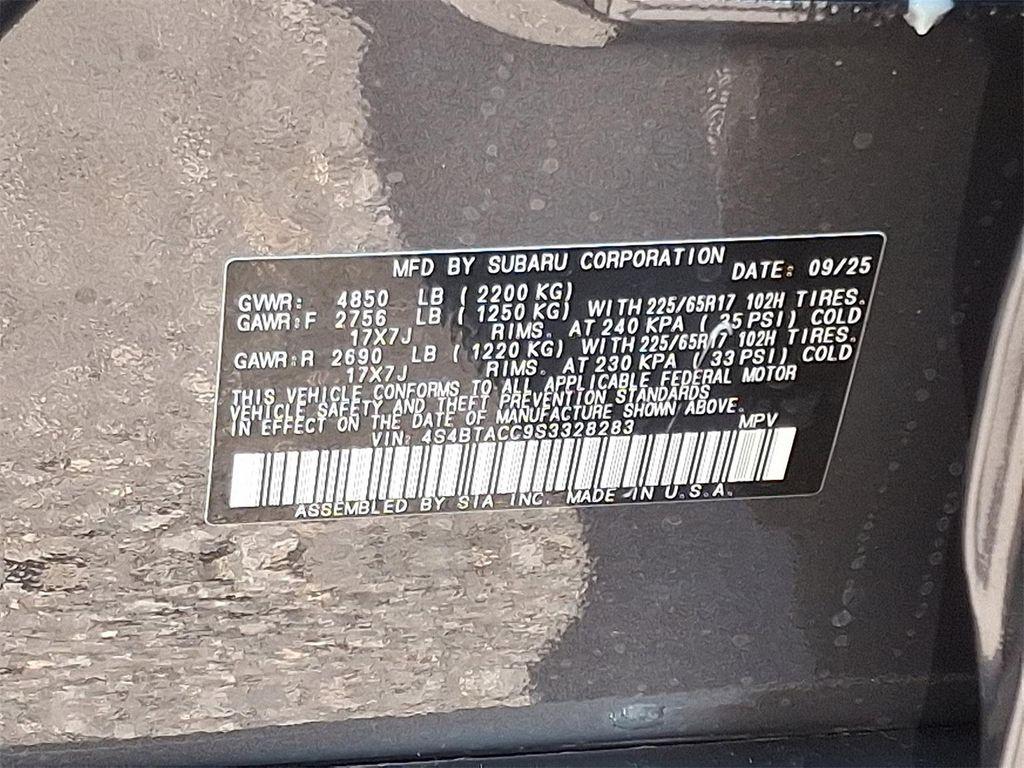 MFD BY SUBARU CORPORATION DATE: 09/25
GVWR: 4850 LB ( 2200 KG)
GAWR:F 2756 LB ( 1250 KG) WITH 225/65R17 102H TIRES.
17X7J RIMS. AT 240 KPA ( 35 PSI) COLD
GAWR:R 2690 LB ( 1220 KG) WITH 225/65R17 102H TIRES.
17X7J RIMS. AT 230 KPA ( 33 PSI) COLD
THIS VEHICLE CONFORMS TO ALL APPLICABLE FEDERAL MOTOR
VEHICLE SAFETY AND THEFT PREVENTION STANDARDS
IN EFFECT ON THE DATE OF MANUFACTURE SHOWN ABOVE.
VIN: 4S4BTACC9S3328283 MPV
ASSEMBLED BY SIA INC. MADE IN U.S.A.